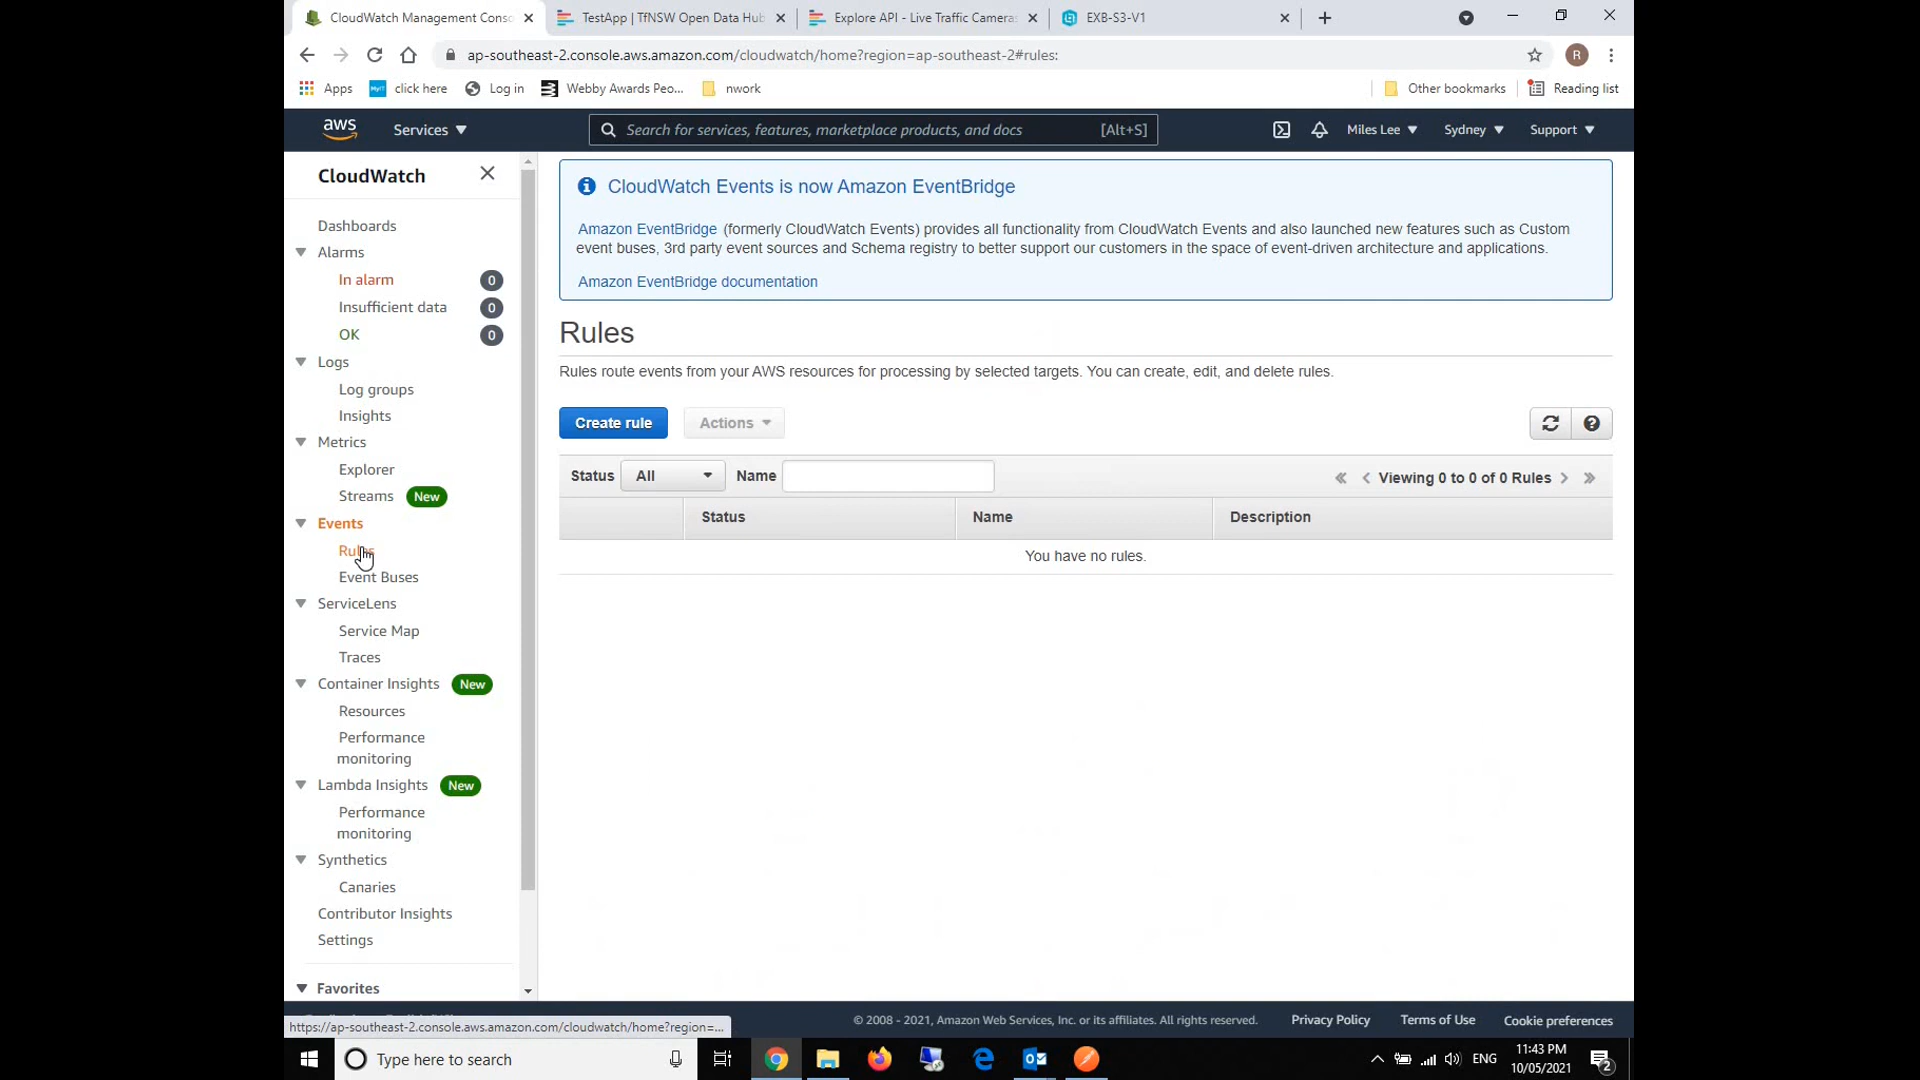 CloudWatch Management Conso
TestApp | TfNSW Open Data Hub
Explore API - Live Traffic Cameras
EXB-S3-V1
ap-southeast-2.console.aws.amazon.com/cloudwatch/home?region=ap-southeast-2#rules:
R
Apps
MyIT
click here
Log in
Webby Awards Peo...
nwork
Other bookmarks
Reading list
aws
Services
Search for services, features, marketplace products, and docs
[Alt+S]
Miles Lee
Sydney
Support
CloudWatch
Dashboards
Alarms
In alarm 0
Insufficient data 0
OK 0
Logs
Log groups
Insights
Metrics
Explorer
Streams New
Events
Rules
Event Buses
ServiceLens
Service Map
Traces
Container Insights New
Resources
Performance
monitoring
Lambda Insights New
Performance
monitoring
Synthetics
Canaries
Contributor Insights
Settings
Favorites
CloudWatch Events is now Amazon EventBridge
Amazon EventBridge (formerly CloudWatch Events) provides all functionality from CloudWatch Events and also launched new features such as Custom
event buses, 3rd party event sources and Schema registry to better support our customers in the space of event-driven architecture and applications.
Amazon EventBridge documentation
Rules
Rules route events from your AWS resources for processing by selected targets. You can create, edit, and delete rules.
Create rule
Actions
Status All Name
Viewing 0 to 0 of 0 Rules
Status Name Description
You have no rules.
https://ap-southeast-2.console.aws.amazon.com/cloudwatch/home?region=...
© 2008 - 2021, Amazon Web Services, Inc. or its affiliates. All rights reserved.
Privacy Policy
Terms of Use
Cookie preferences
Type here to search
ENG
11:43 PM
10/05/2021
2